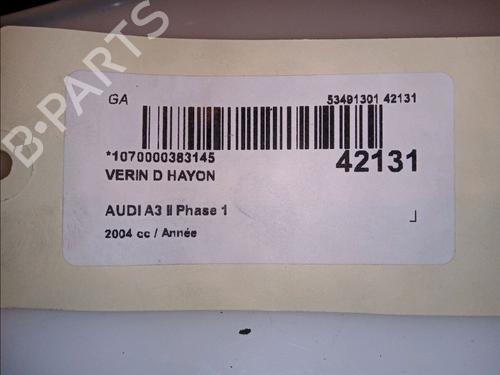 B-PARTS
GA
53491301 42131
*1070000383145
42131
VERIN D HAYON
AUDI A3 II Phase 1
2004 cc / Année